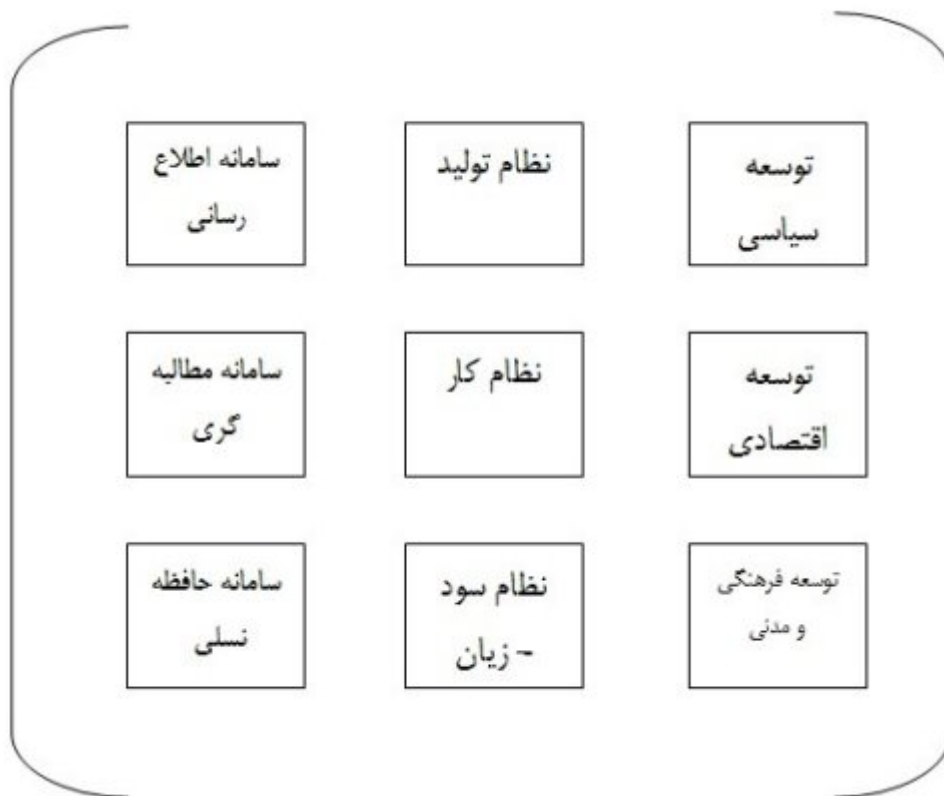 توسعه
سیاسی
نظام تولید
سامانه اطلاع
رسانی
توسعه
اقتصادی
نظام کار
سامانه مطالبه
گری
توسعه فرهنگی
و مدنی
نظام سود
- زیان
سامانه حافظه
نسلی